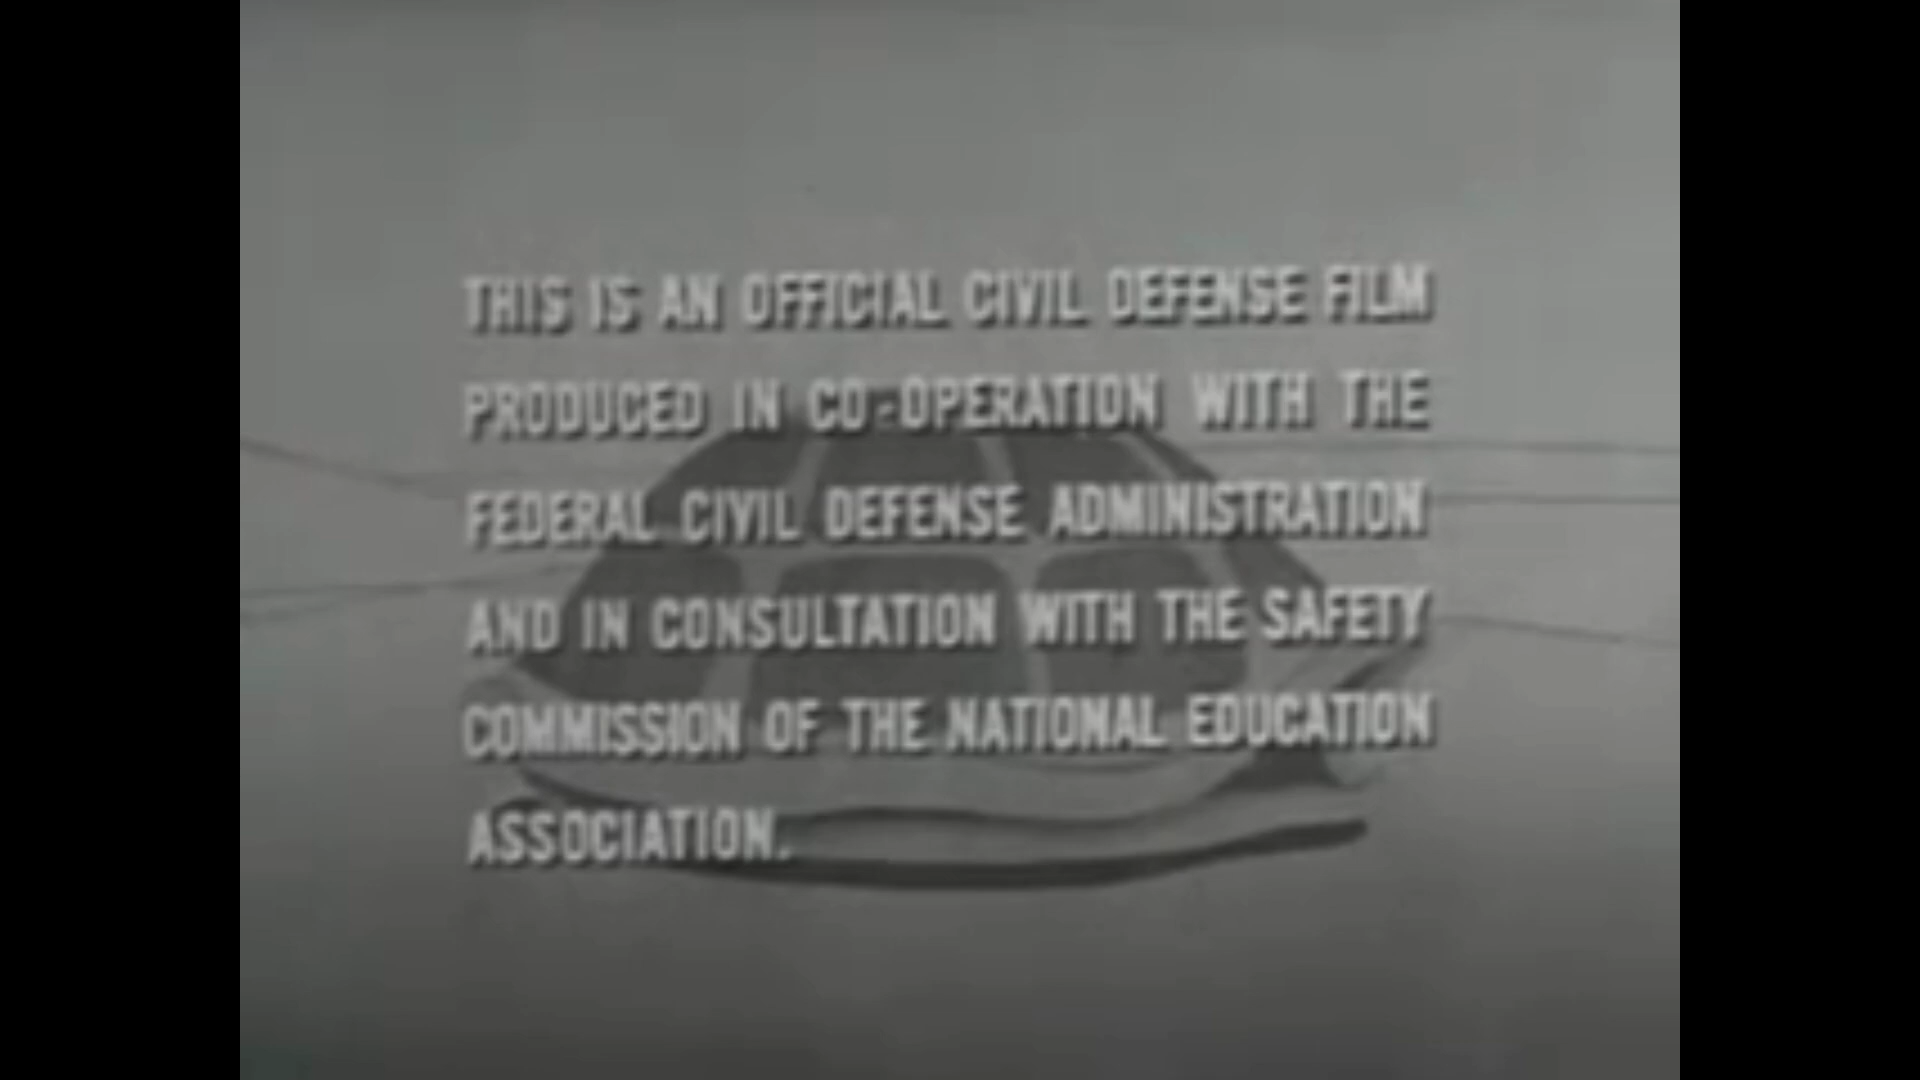 THIS IS AN OFFICIAL CIVIL DEFENSE FILM
PRODUCED IN CO-OPERATION WITH THE
FEDERAL CIVIL DEFENSE ADMINISTRATION
AND IN CONSULTATION WITH THE SAFETY
COMMISSION OF THE NATIONAL EDUCATION
ASSOCIATION.